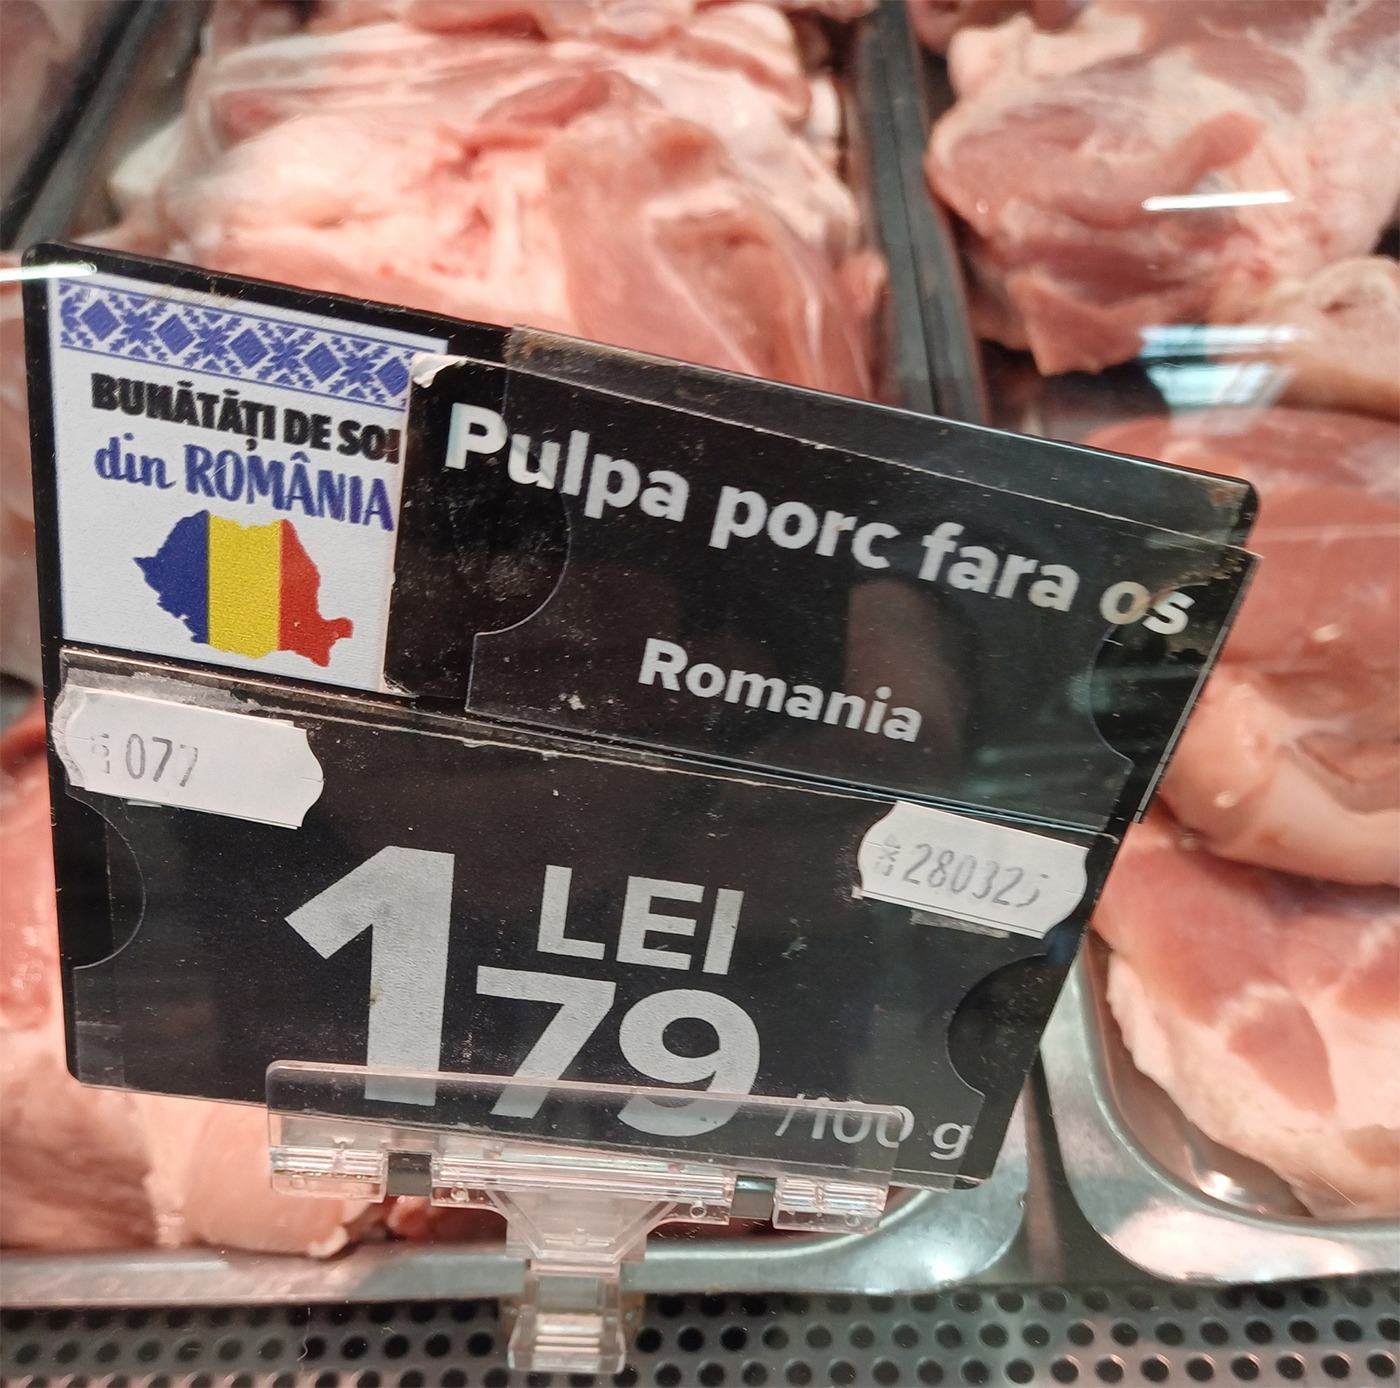 BUNĂTĂȚI DE SOI
din ROMÂNIA
Pulpa porc fara os
Romania
077
280325
1 LEI
79
/100 g